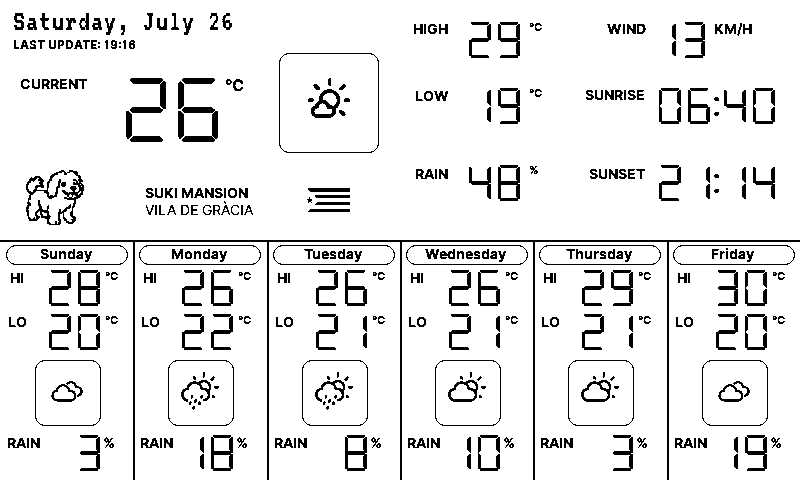 Saturday, July 26
LAST UPDATE: 19:16
CURRENT 26 °C
HIGH 29 °C
WIND 13 KM/H
LOW 19 °C
SUNRISE 06:40
RAIN 48 %
SUNSET 21:14
SUKI MANSION
VILA DE GRÀCIA
Sunday
HI 28 °C
LO 20 °C
RAIN 3 %
Monday
HI 26 °C
LO 22 °C
RAIN 18 %
Tuesday
HI 26 °C
LO 21 °C
RAIN 8 %
Wednesday
HI 26 °C
LO 21 °C
RAIN 10 %
Thursday
HI 29 °C
LO 21 °C
RAIN 3 %
Friday
HI 30 °C
LO 20 °C
RAIN 19 %